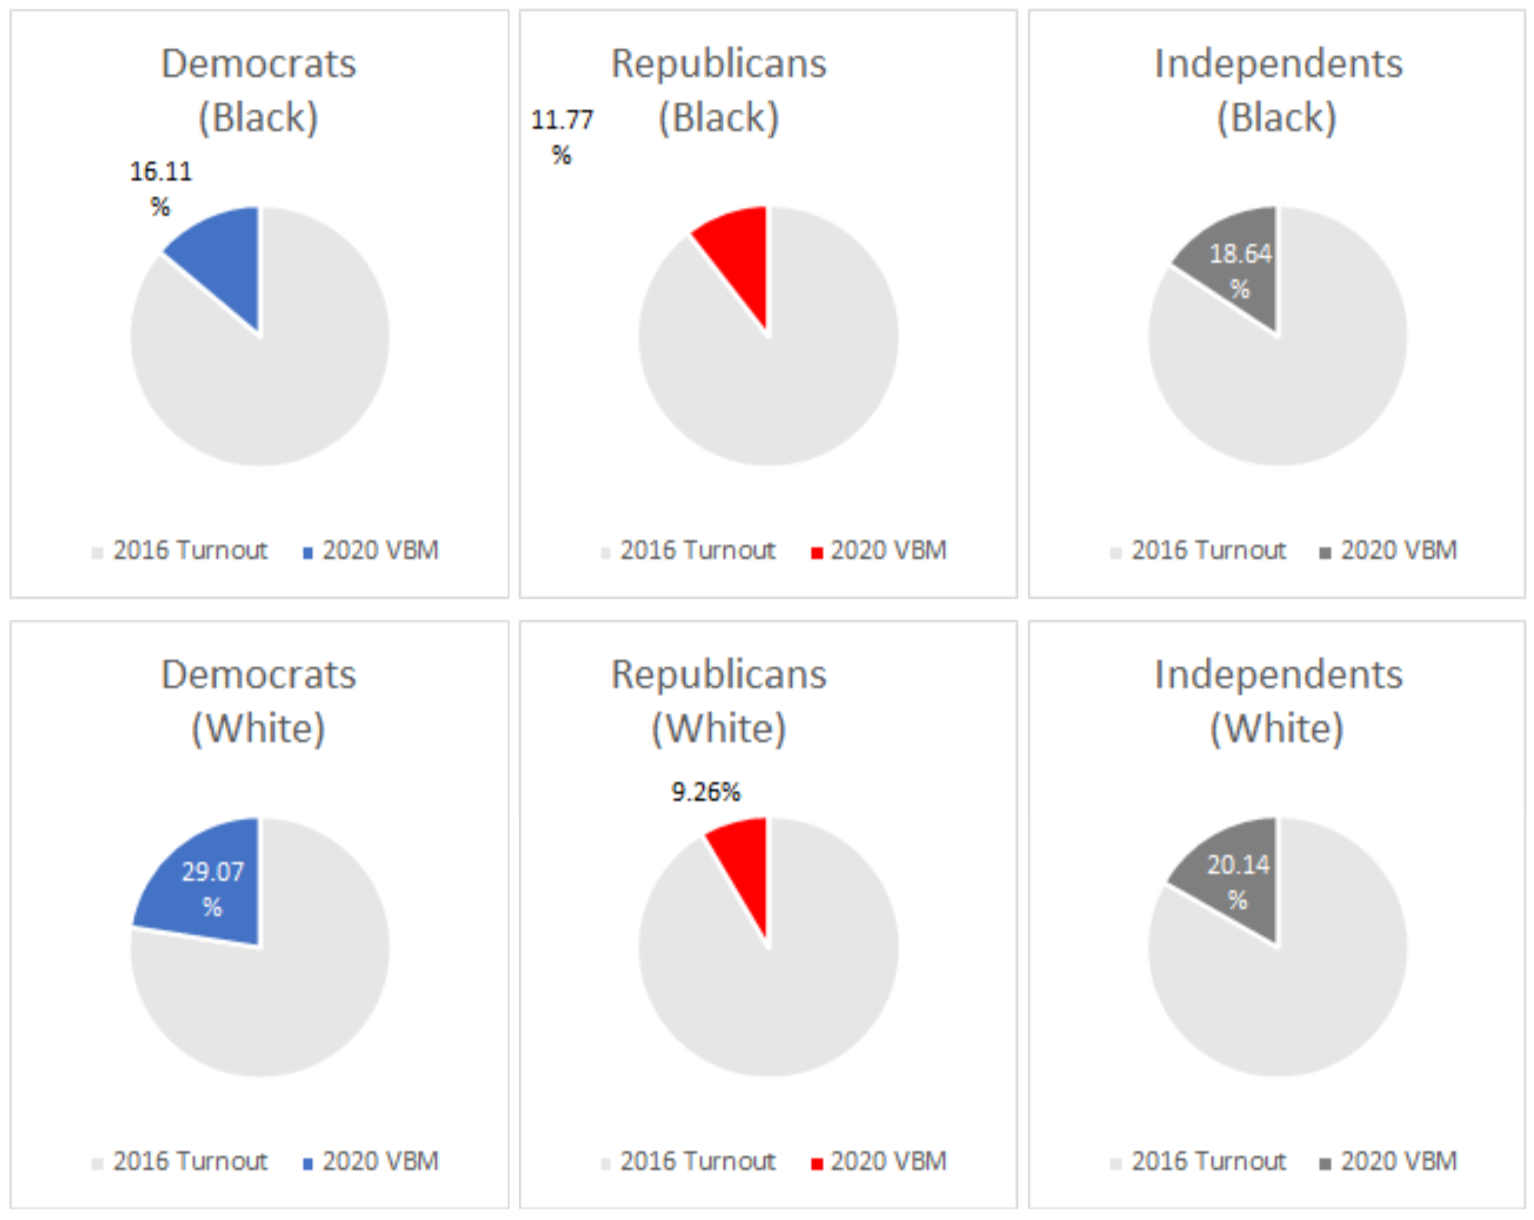 Democrats
(Black)
16.11
%
2016 Turnout 2020 VBM
Republicans
(Black)
11.77
%
2016 Turnout 2020 VBM
Independents
(Black)
18.64
%
2016 Turnout 2020 VBM
Democrats
(White)
29.07
%
2016 Turnout 2020 VBM
Republicans
(White)
9.26%
2016 Turnout 2020 VBM
Independents
(White)
20.14
%
2016 Turnout 2020 VBM